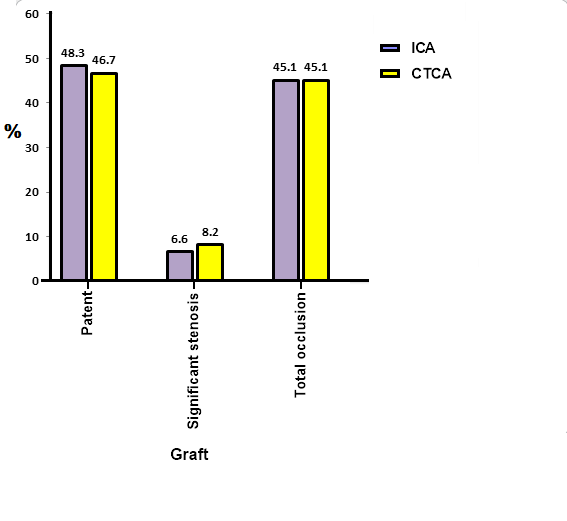 60
50
40
30
20
10
0
%
48.3
46.7
6.6
8.2
45.1
45.1
ICA
CTCA
Patent
Significant stenosis
Total occlusion
Graft